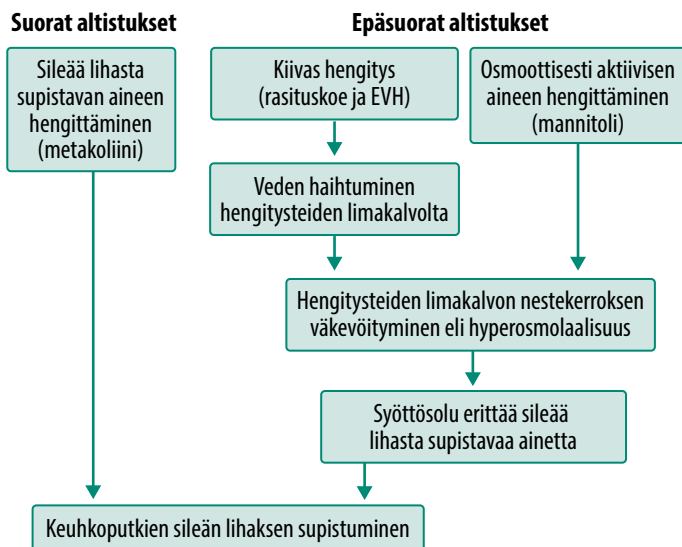 Suorat altistukset
Epäsuorat altistukset
Sileää lihasta
supistavan aineen
hengittäminen
(metakoliini)
Kiivas hengitys
(rasituskoe ja EVH)
Osmoottisesti aktiivisen
aineen hengittäminen
(mannitoli)
Veden haihtuminen
hengitysteiden limakalvolta
Hengitysteiden limakalvon nestekerroksen
väkevöityminen eli hyperosmolaalisuus
Syöttösolu erittää sileää
lihasta supistavaa ainetta
Keuhkoputkien sileän lihaksen supistuminen